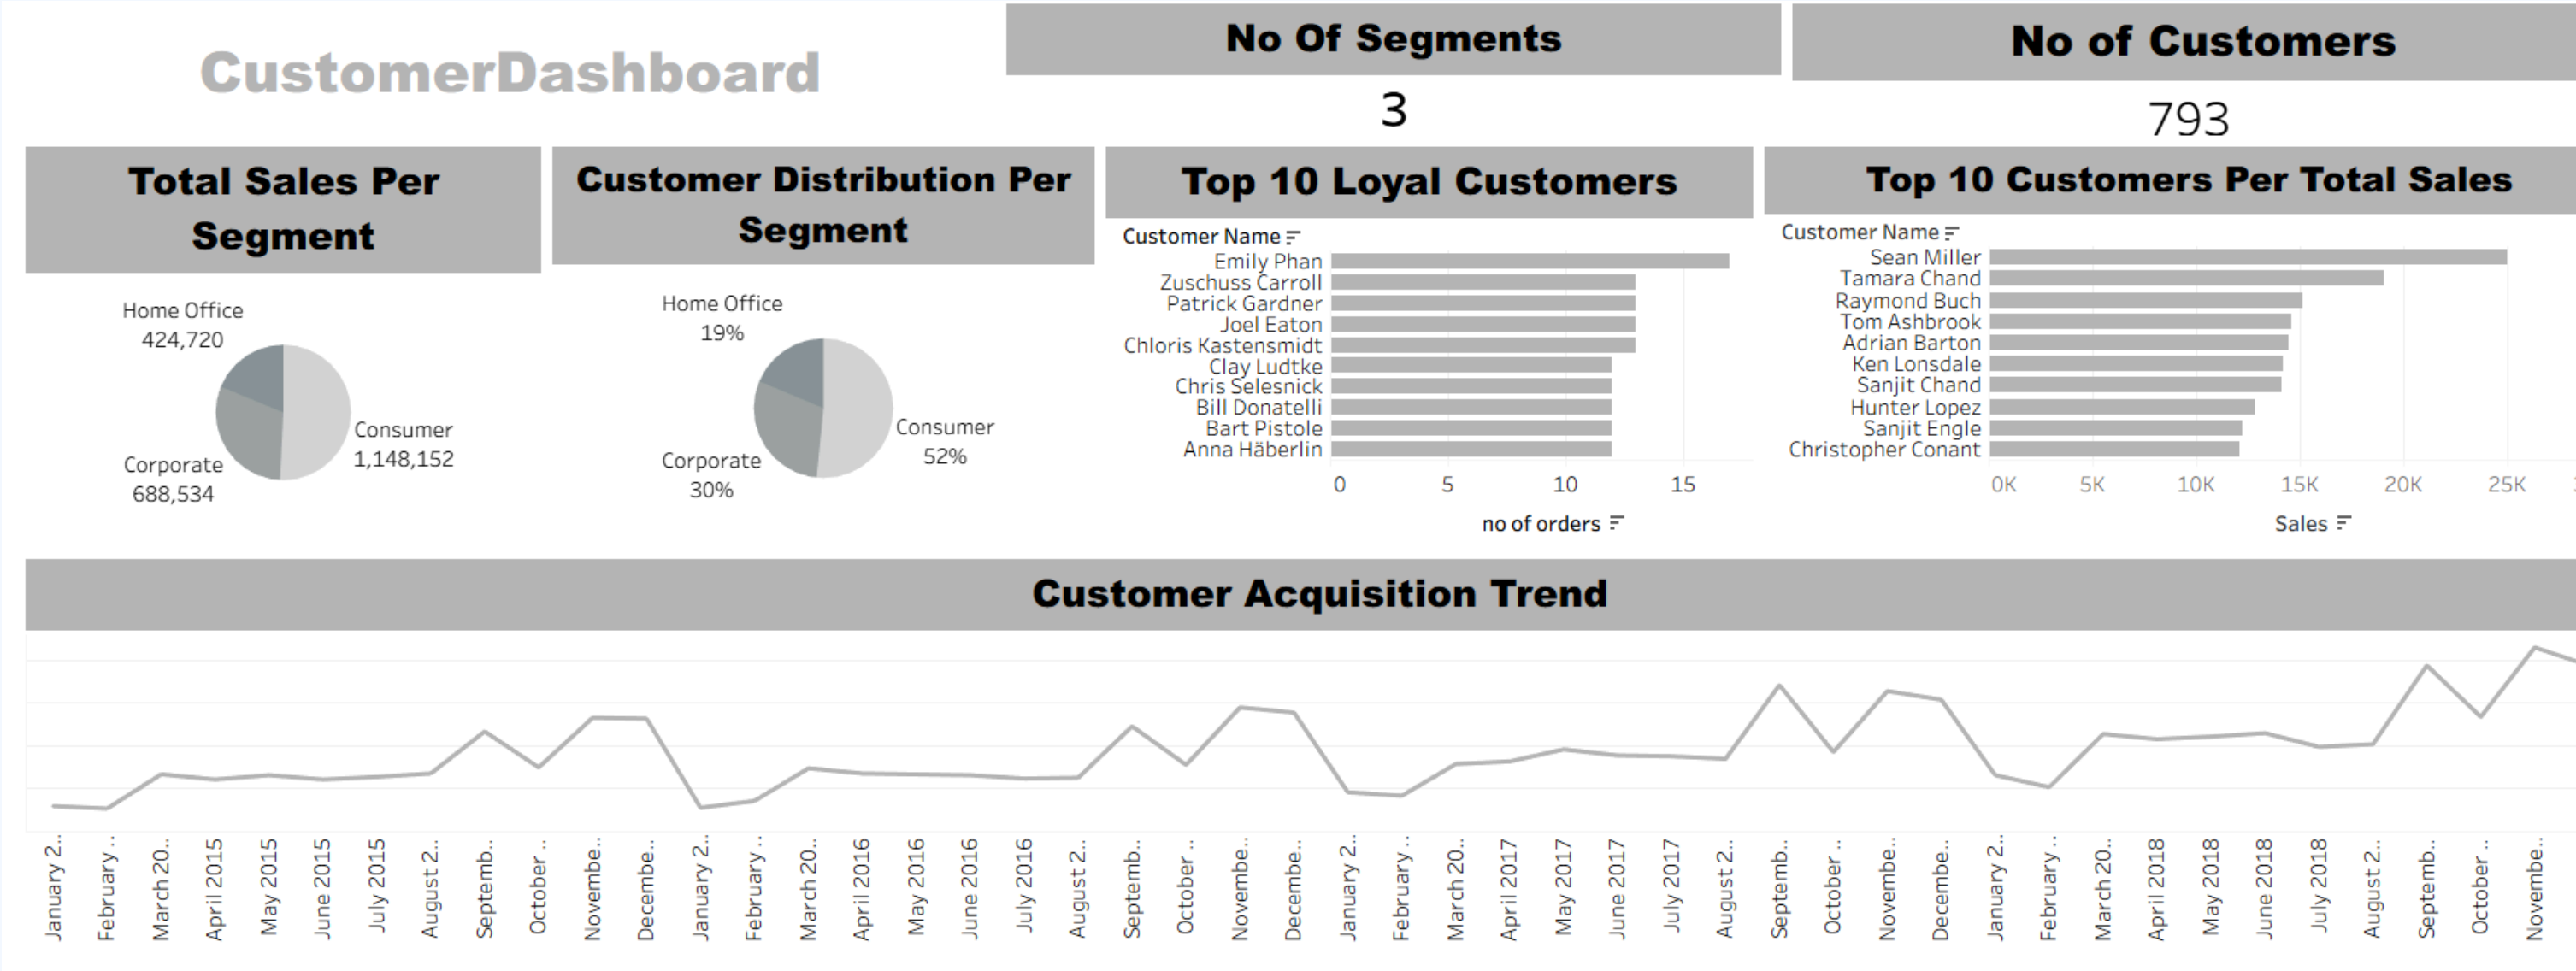 CustomerDashboard
No Of Segments
3
No of Customers
793
Total Sales Per
Segment
Home Office
424,720
Consumer
1,148,152
Corporate
688,534
Customer Distribution Per
Segment
Home Office
19%
Consumer
52%
Corporate
30%
Top 10 Loyal Customers
Customer Name
Emily Phan
Zuschuss Carroll
Patrick Gardner
Joel Eaton
Chloris Kastensmidt
Clay Ludtke
Chris Selesnick
Bill Donatelli
Bart Pistole
Anna Häberlin
0 5 10 15
no of orders
Top 10 Customers Per Total Sales
Customer Name
Sean Miller
Tamara Chand
Raymond Buch
Tom Ashbrook
Adrian Barton
Ken Lonsdale
Sanjit Chand
Hunter Lopez
Sanjit Engle
Christopher Conant
0K 5K 10K 15K 20K 25K
Sales
Customer Acquisition Trend
January 2..
February ..
March 20..
April 2015
May 2015
June 2015
July 2015
August 2..
Septemb..
October ..
Novembe..
Decembe..
January 2..
February ..
March 20..
April 2016
May 2016
June 2016
July 2016
August 2..
Septemb..
October ..
Novembe..
Decembe..
January 2..
February ..
March 20..
April 2017
May 2017
June 2017
July 2017
August 2..
Septemb..
October ..
Novembe..
Decembe..
January 2..
February ..
March 20..
April 2018
May 2018
June 2018
July 2018
August 2..
Septemb..
October ..
Novembe..